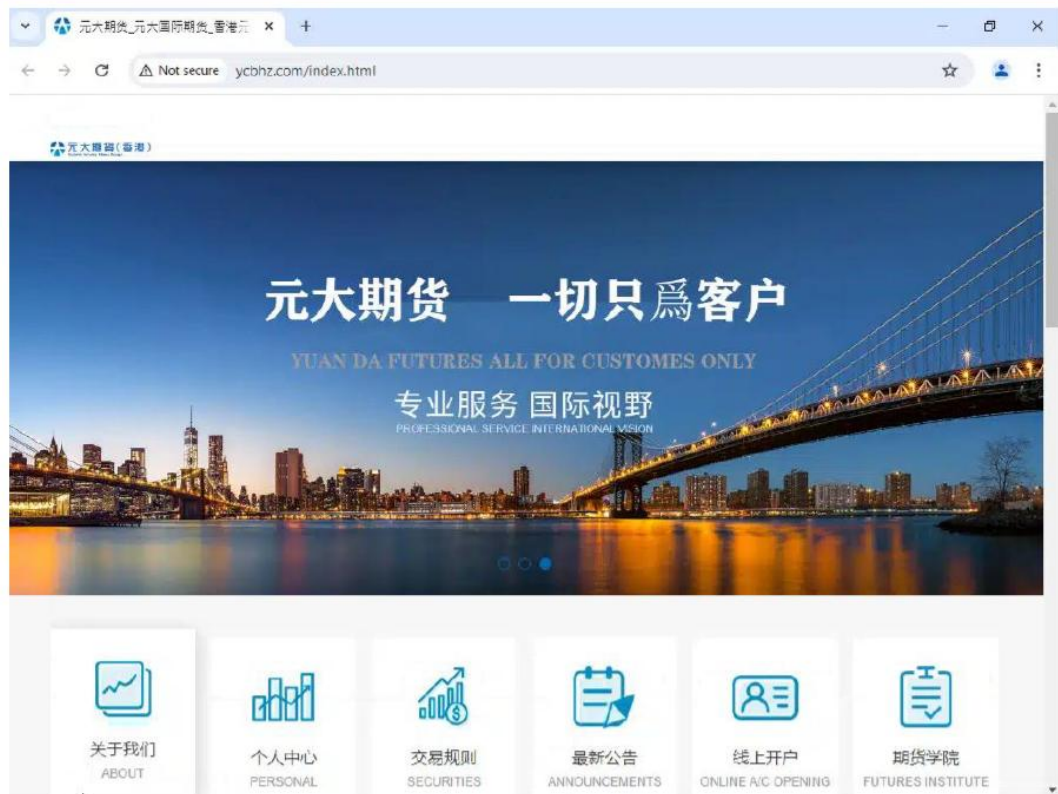 元大期货_元大国际期货_香港元
Not secure
ycbhz.com/index.html
元大期貨(香港)
元大期货 一切只爲客户
YUAN DA FUTURES ALL FOR CUSTOMES ONLY
专业服务 国际视野
PROFESSIONAL SERVICE INTERNATIONAL VISION
关于我们
ABOUT
个人中心
PERSONAL
交易规则
SECURITIES
最新公告
ANNOUNCEMENTS
线上开户
ONLINE A/C OPENING
期货学院
FUTURES INSTITUTE